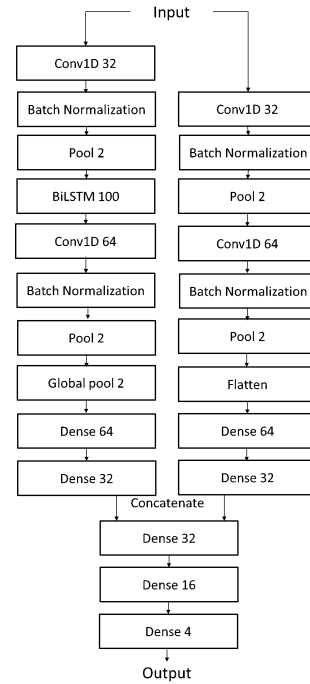 Input
Conv1D 32
Batch Normalization
Pool 2
BiLSTM 100
Conv1D 64
Batch Normalization
Pool 2
Global pool 2
Dense 64
Dense 32
Conv1D 32
Batch Normalization
Pool 2
Conv1D 64
Batch Normalization
Pool 2
Flatten
Dense 64
Dense 32
Concatenate
Dense 32
Dense 16
Dense 4
Output